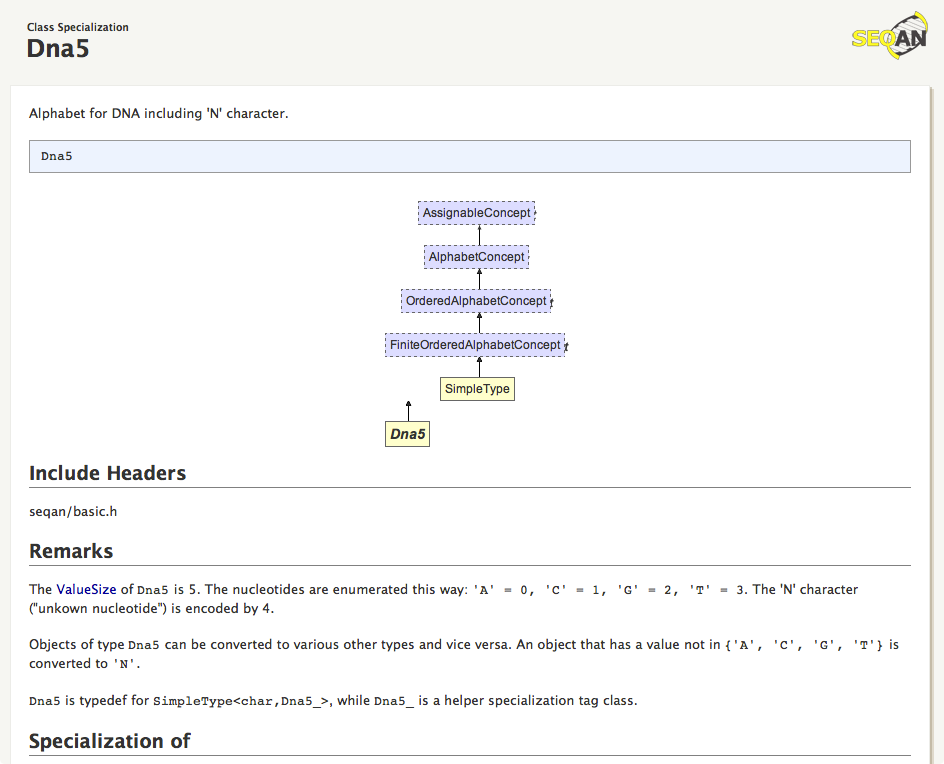 Class Specialization
Dna5
SEQAN
Alphabet for DNA including 'N' character.
Dna5
AssignableConcept
AlphabetConcept
OrderedAlphabetConcept
FiniteOrderedAlphabetConcept
SimpleType
Dna5
Include Headers
seqan/basic.h
Remarks
The ValueSize of Dna5 is 5. The nucleotides are enumerated this way: 'A' = 0, 'C' = 1, 'G' = 2, 'T' = 3. The 'N' character
("unkown nucleotide") is encoded by 4.
Objects of type Dna5 can be converted to various other types and vice versa. An object that has a value not in {'A', 'C', 'G', 'T'} is
converted to 'N'.
Dna5 is typedef for SimpleType<char,Dna5_>, while Dna5_ is a helper specialization tag class.
Specialization of